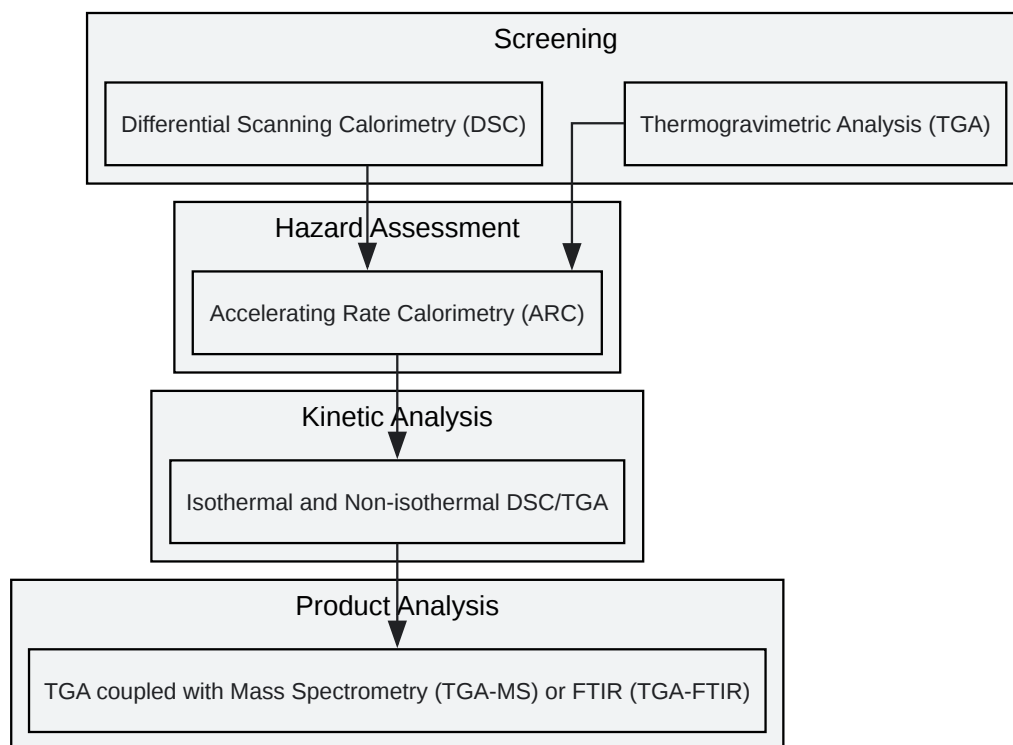 Screening
Differential Scanning Calorimetry (DSC)
Thermogravimetric Analysis (TGA)
Hazard Assessment
Accelerating Rate Calorimetry (ARC)
Kinetic Analysis
Isothermal and Non-isothermal DSC/TGA
Product Analysis
TGA coupled with Mass Spectrometry (TGA-MS) or FTIR (TGA-FTIR)